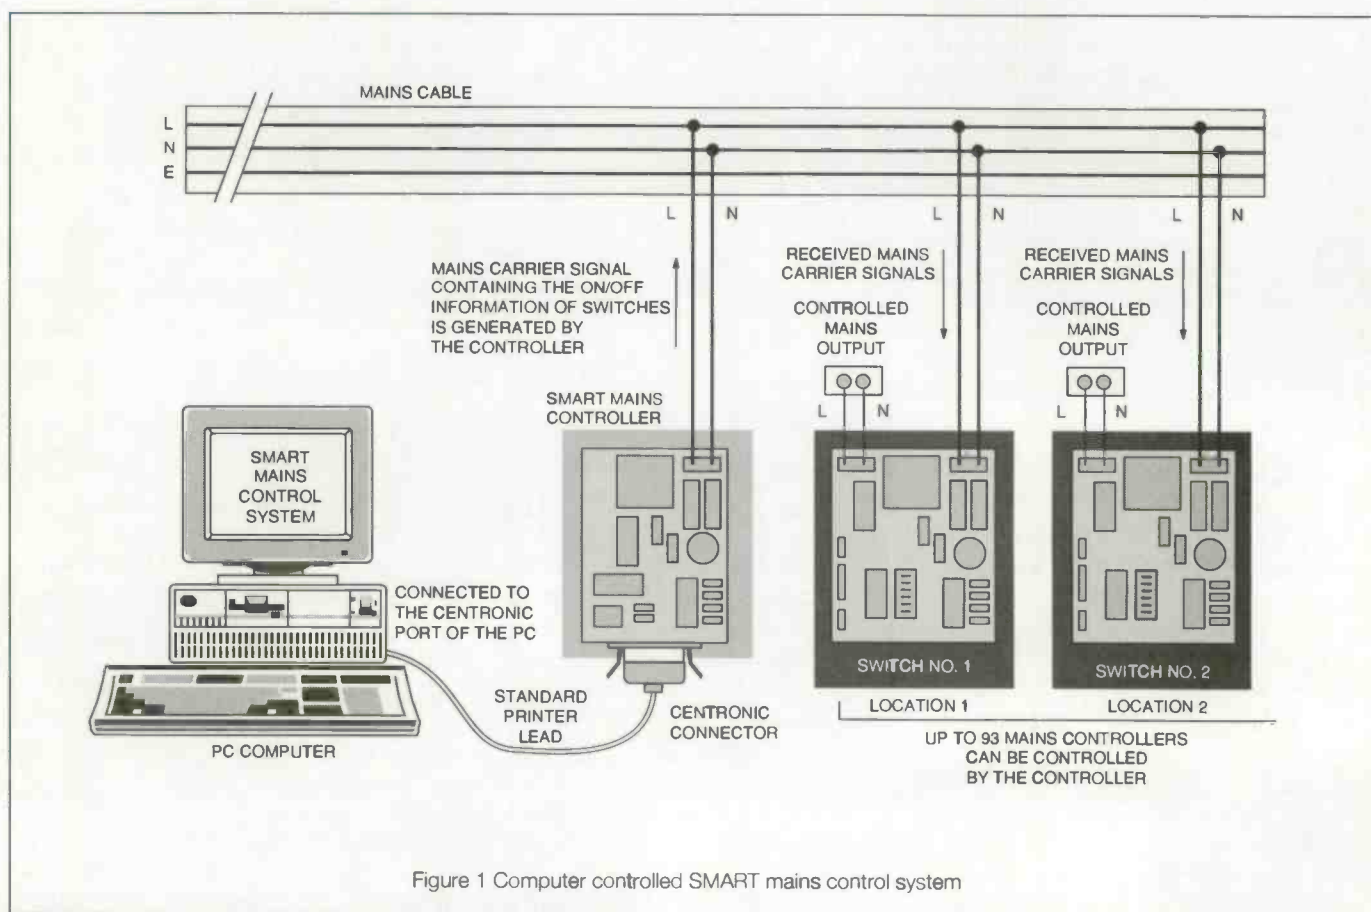 MAINS CABLE
L
N
E
L N
L N
L N
MAINS CARRIER SIGNAL
CONTAINING THE ON/OFF
INFORMATION OF SWITCHES
IS GENERATED BY
THE CONTROLLER
RECEIVED MAINS
CARRIER SIGNALS
RECEIVED MAINS
CARRIER SIGNALS
CONTROLLED
MAINS
OUTPUT
CONTROLLED
MAINS
OUTPUT
L N
L N
SMART MAINS
CONTROLLER
SMART
MAINS
CONTROL
SYSTEM
CONNECTED TO
THE CENTRONIC
PORT OF THE PC
SWITCH NO. 1
SWITCH NO. 2
STANDARD
PRINTER
LEAD
CENTRONIC
CONNECTOR
LOCATION 1
LOCATION 2
PC COMPUTER
UP TO 93 MAINS CONTROLLERS
CAN BE CONTROLLED
BY THE CONTROLLER
Figure 1 Computer controlled SMART mains control system